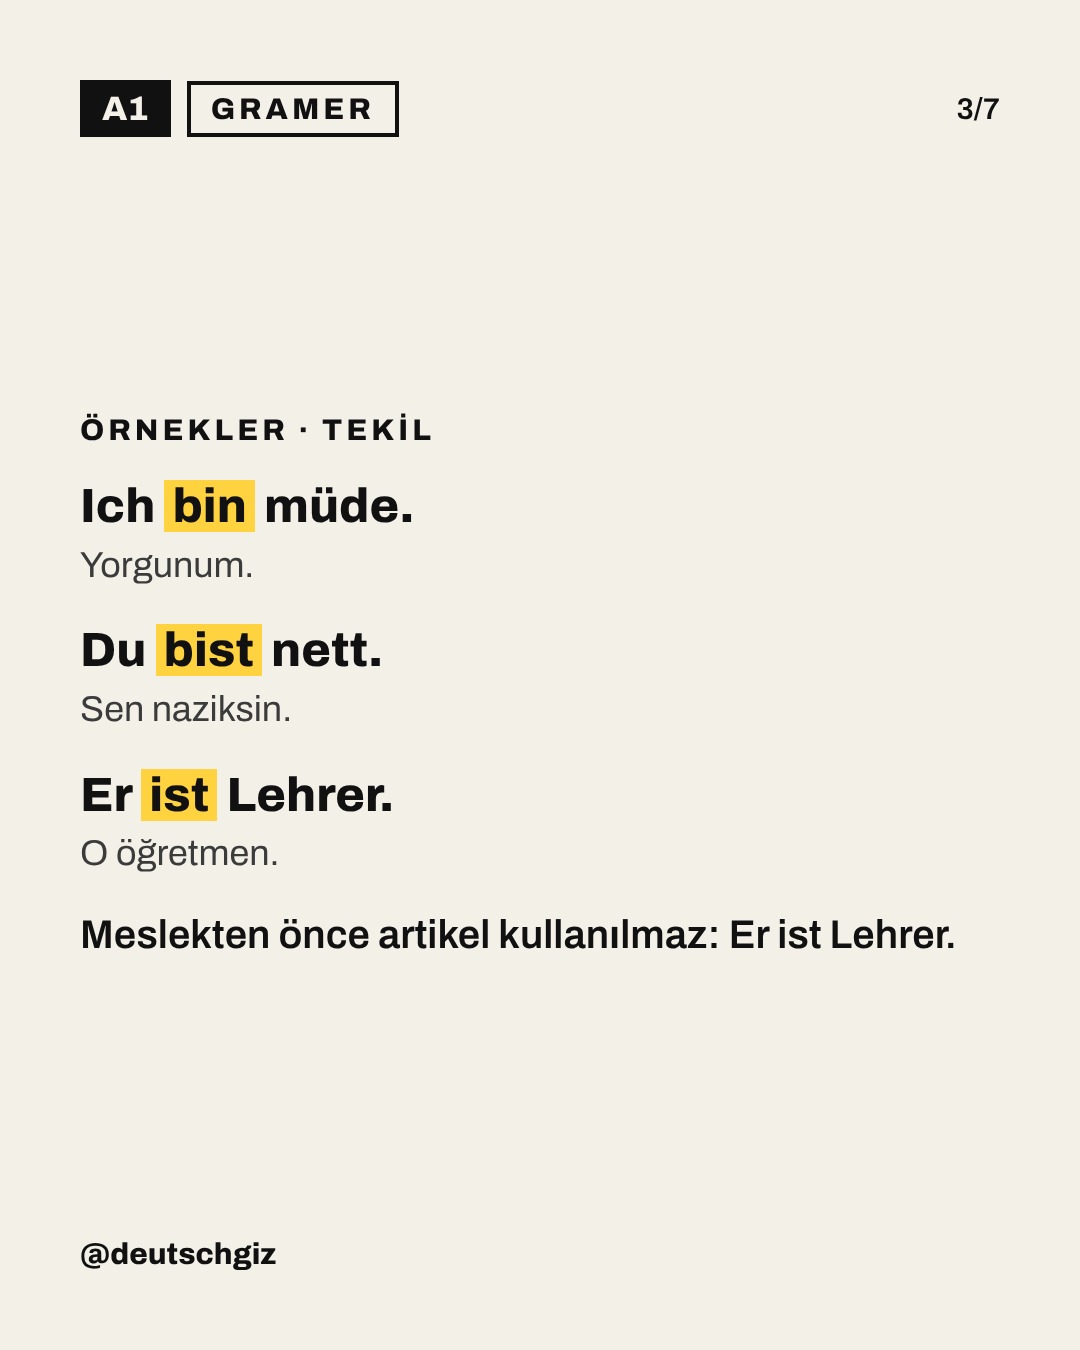 A1 GRAMER 3/7
ÖRNEKLER · TEKİL
Ich bin müde.
Yorgunum.
Du bist nett.
Sen naziksin.
Er ist Lehrer.
O öğretmen.
Meslekten önce artikel kullanılmaz: Er ist Lehrer.
@deutschgiz